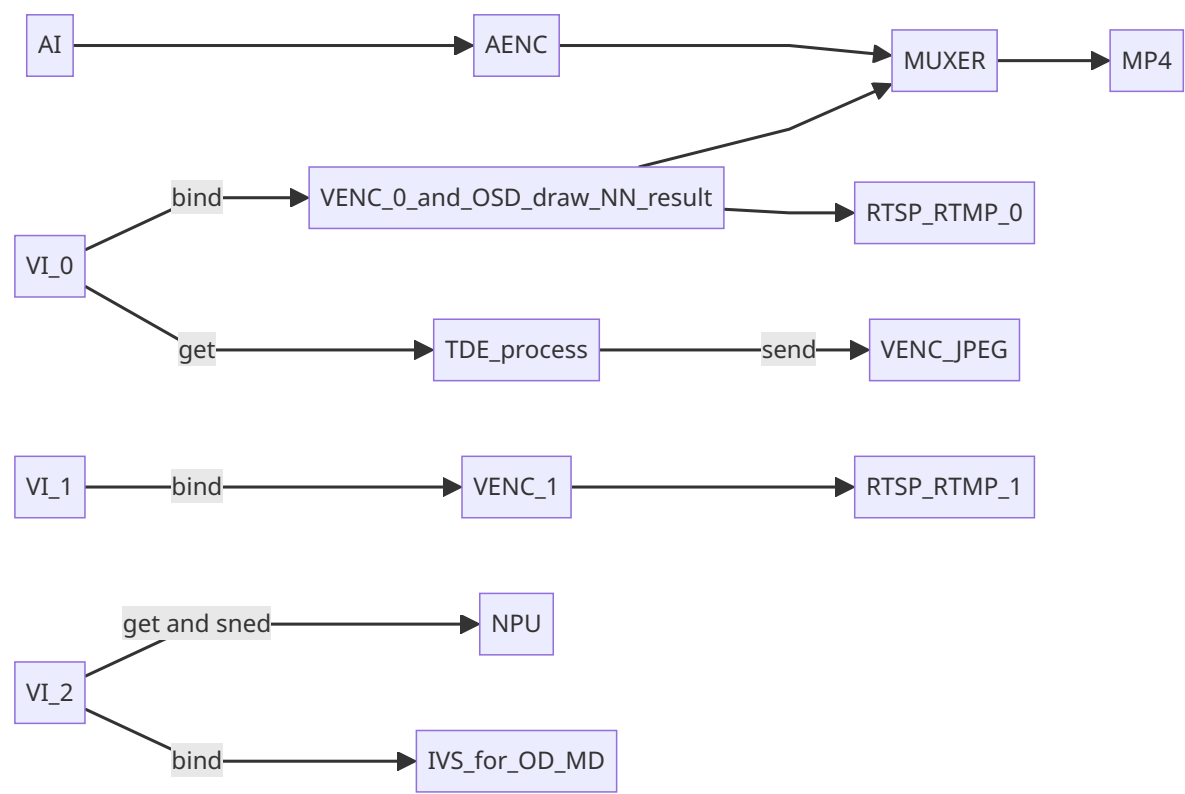 AI
AENC
MUXER
MP4
bind
VENC_0_and_OSD_draw_NN_result
RTSP_RTMP_0
VI_0
get
TDE_process
send
VENC_JPEG
VI_1
bind
VENC_1
RTSP_RTMP_1
get and sned
NPU
VI_2
bind
IVS_for_OD_MD